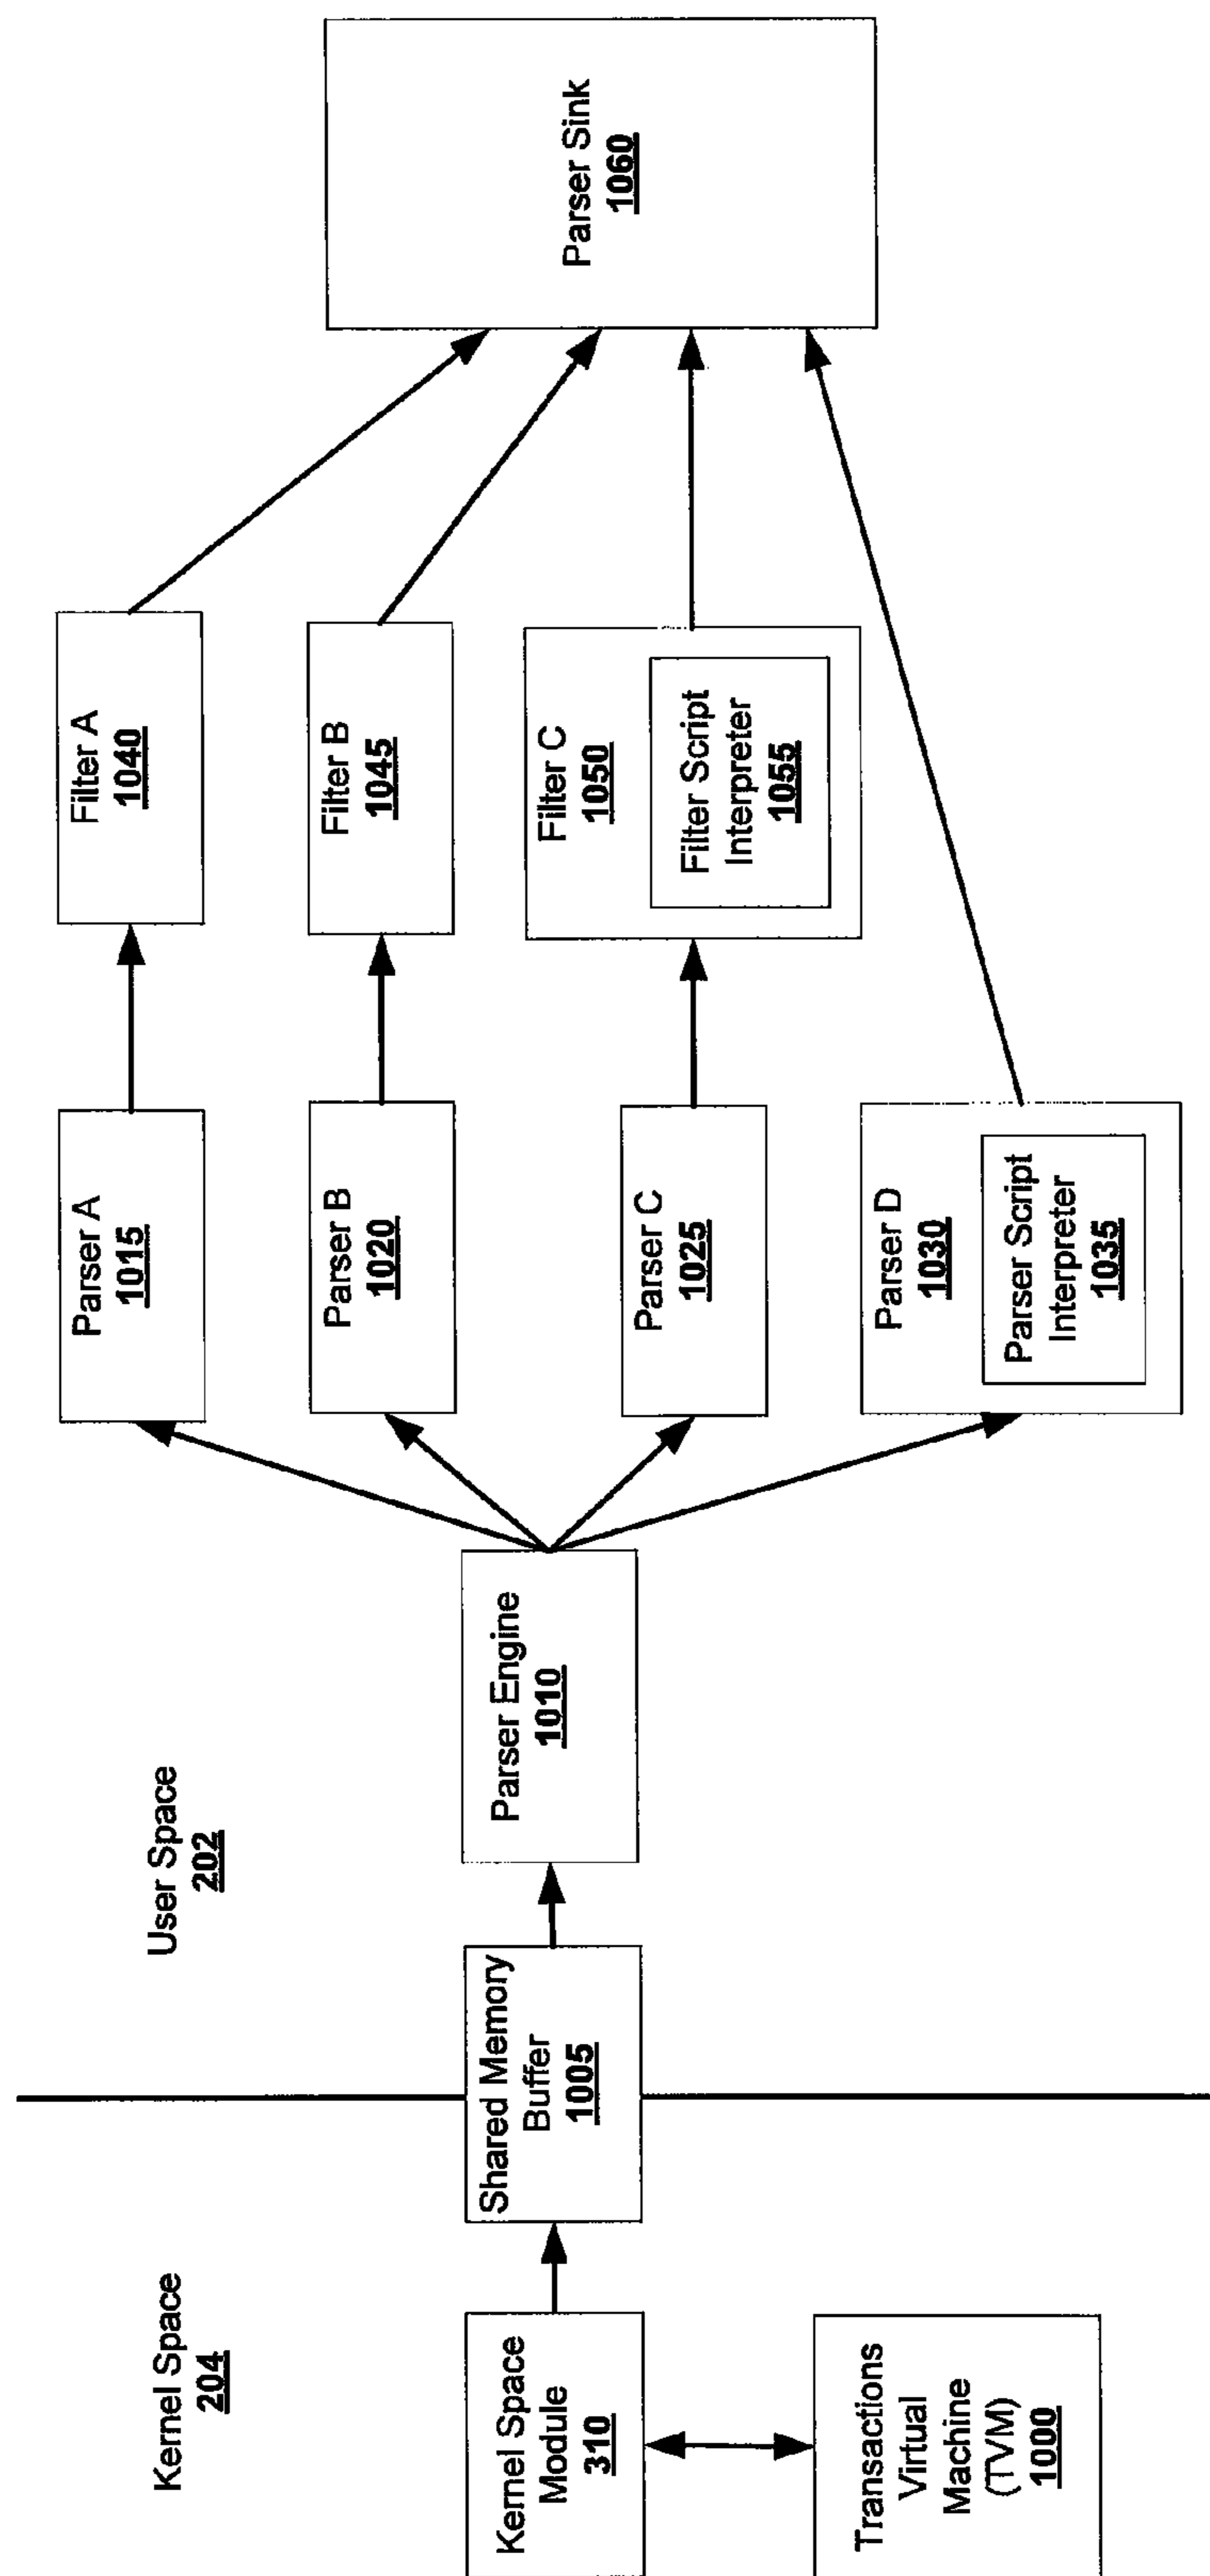 Kernel Space
204
User Space
202
Kernel Space
Module
310
Transactions
Virtual
Machine
(TVM)
1000
Shared Memory
Buffer
1005
Parser Engine
1010
Parser A
1015
Parser B
1020
Parser C
1025
Parser D
1030
Parser Script
Interpreter
1035
Filter A
1040
Filter B
1045
Filter C
1050
Filter Script
Interpreter
1055
Parser Sink
1060